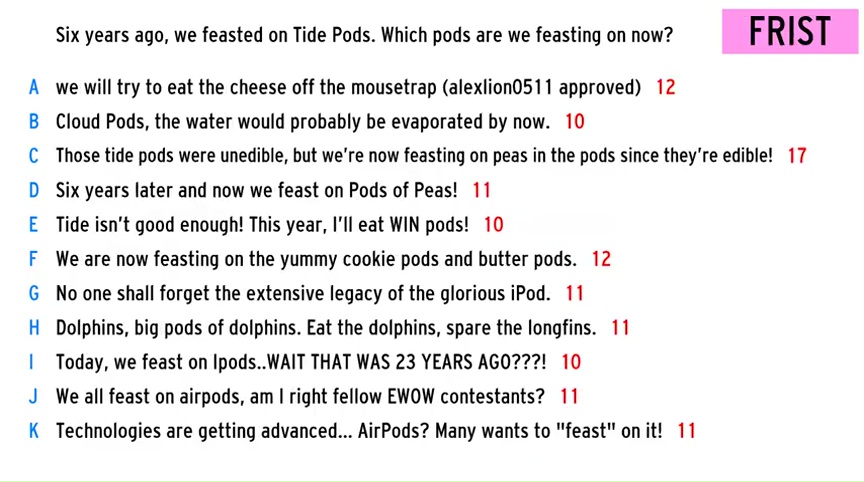 Six years ago, we feasted on Tide Pods. Which pods are we feasting on now?
FRIST
A we will try to eat the cheese off the mousetrap (alexlion0511 approved) 12
B Cloud Pods, the water would probably be evaporated by now. 10
C Those tide pods were unedible, but we're now feasting on peas in the pods since they're edible! 17
D Six years later and now we feast on Pods of Peas! 11
E Tide isn't good enough! This year, I'll eat WIN pods! 10
F We are now feasting on the yummy cookie pods and butter pods. 12
G No one shall forget the extensive legacy of the glorious iPod. 11
H Dolphins, big pods of dolphins. Eat the dolphins, spare the longfins. 11
I Today, we feast on Ipods..WAIT THAT WAS 23 YEARS AGO???! 10
J We all feast on airpods, am I right fellow EWOW contestants? 11
K Technologies are getting advanced... AirPods? Many wants to "feast" on it! 11